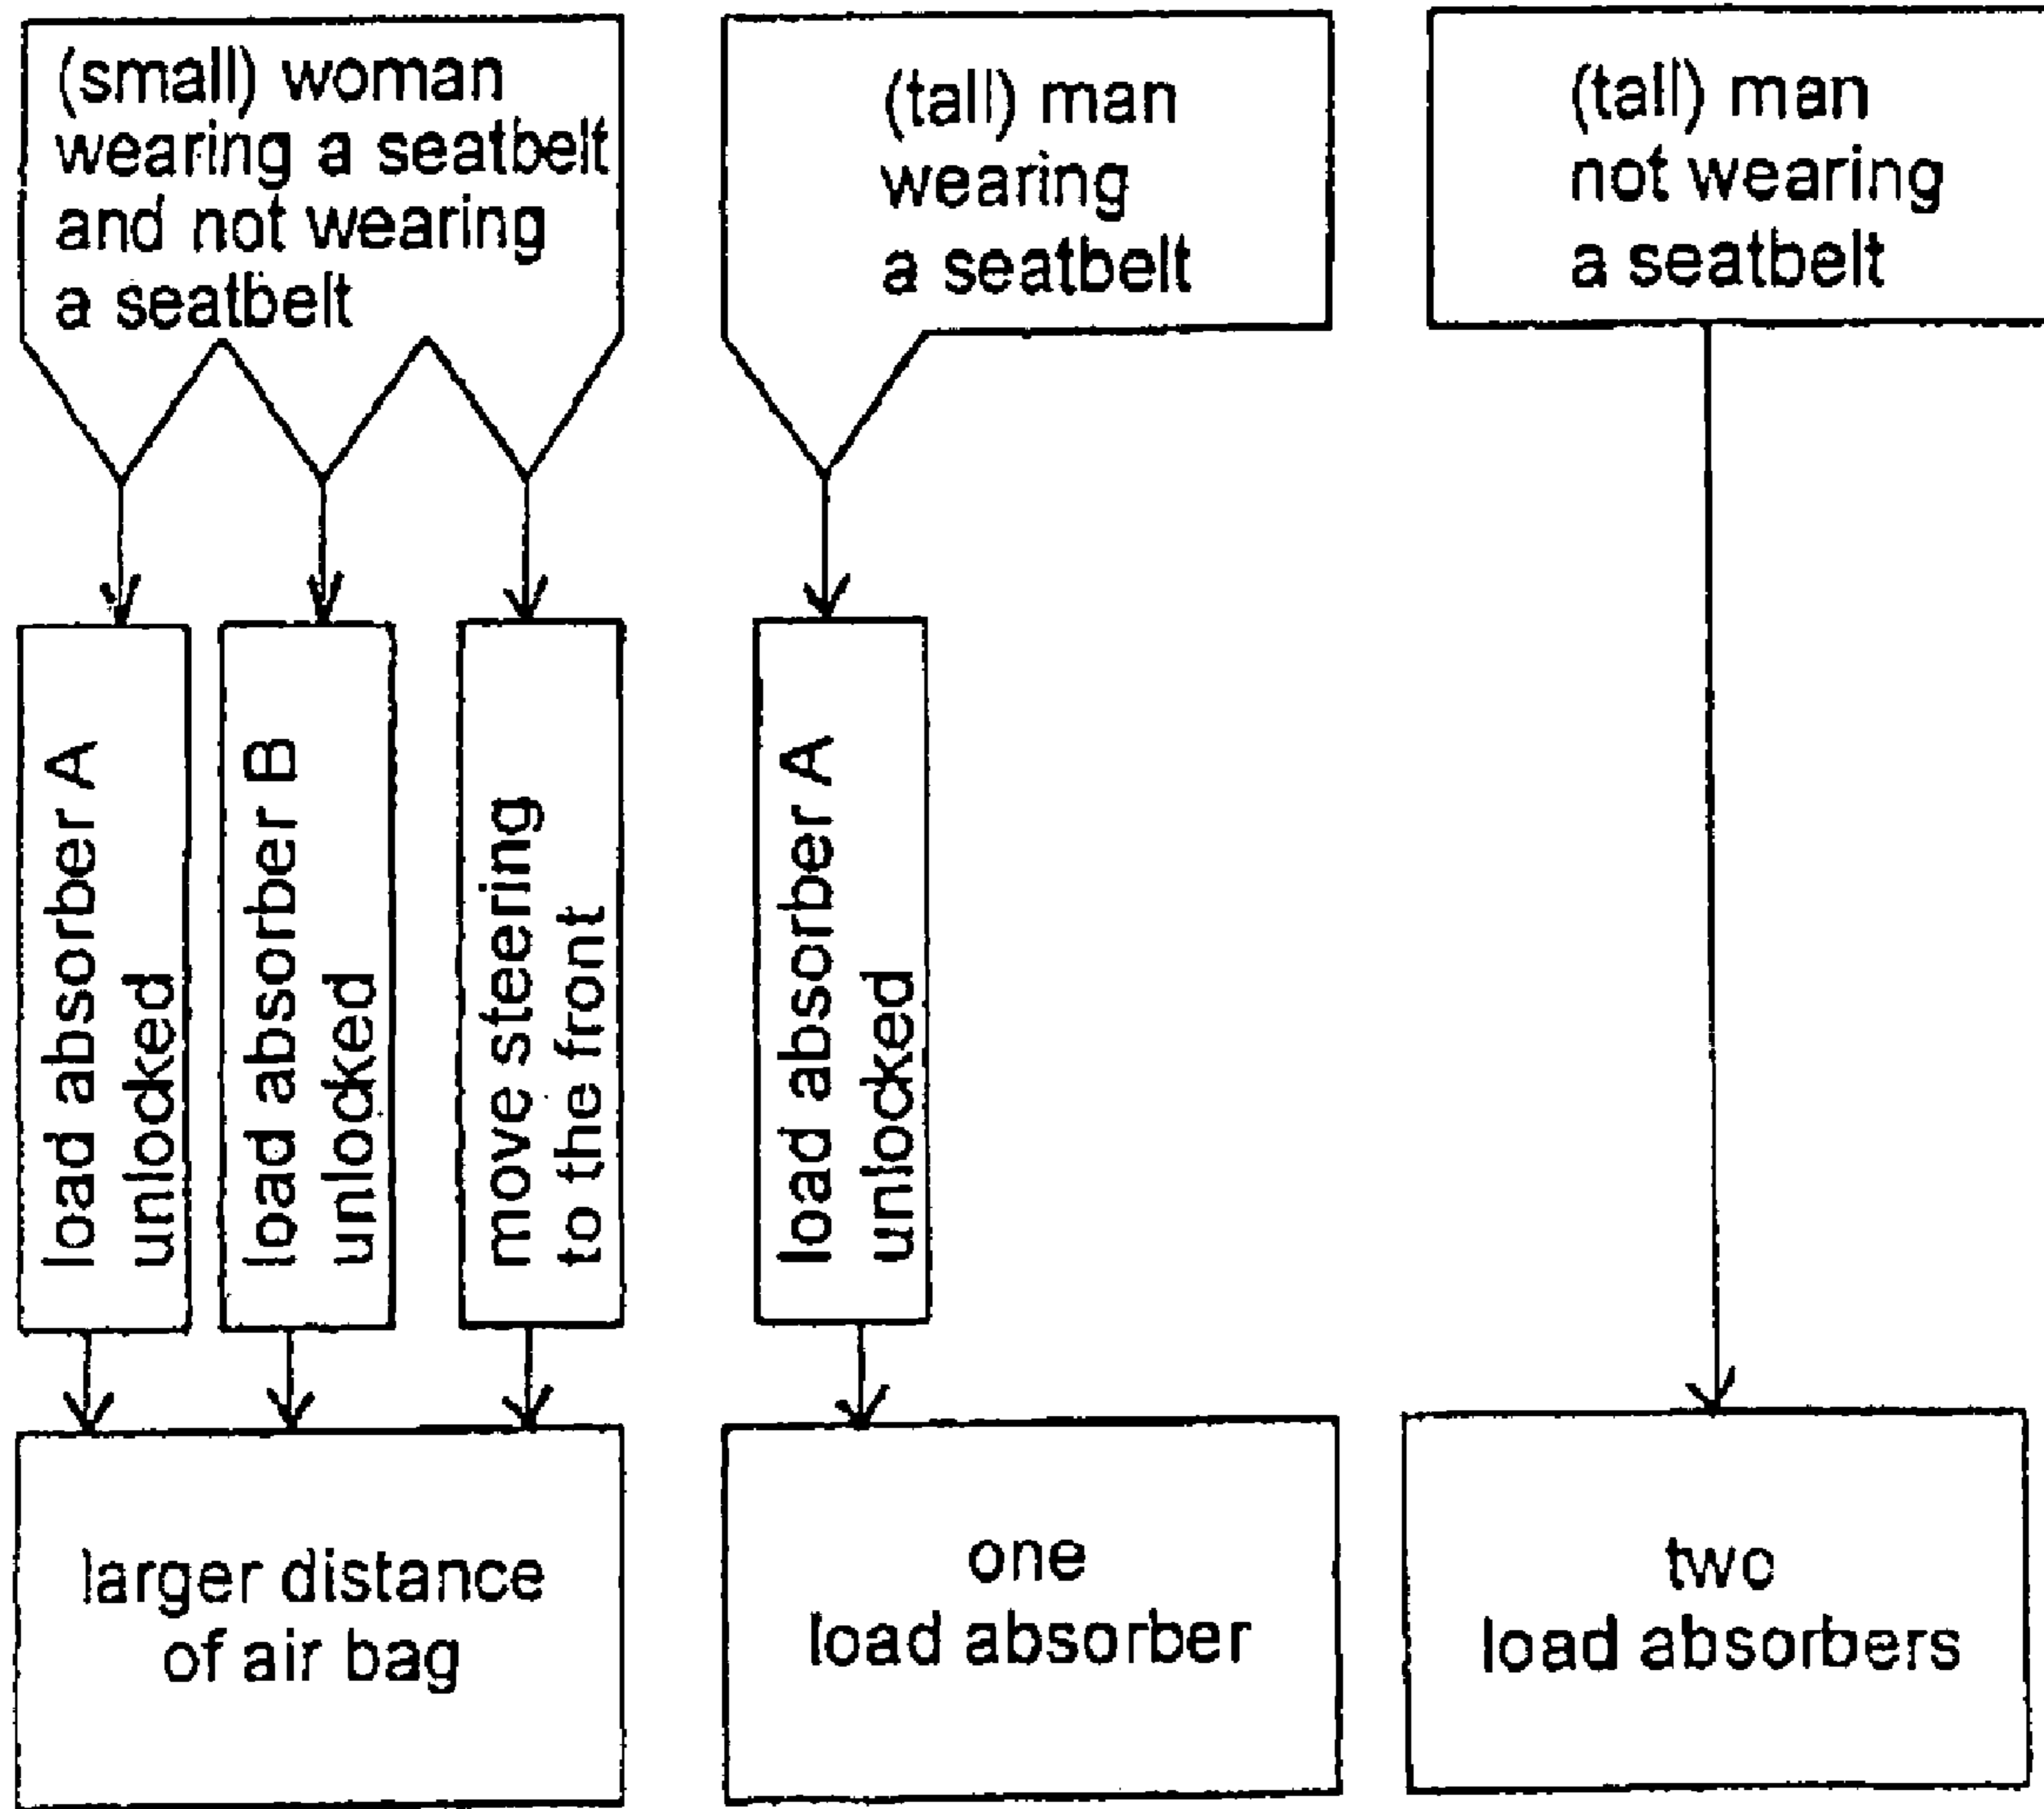 (small) woman
wearing a seatbelt
and not wearing
a seatbelt
(tall) man
wearing
a seatbelt
(tall) man
not wearing
a seatbelt
load absorber A
unlocked
load absorber B
unlocked
move steering
to the front
load absorber A
unlocked
larger distance
of air bag
one
load absorber
two
load absorbers